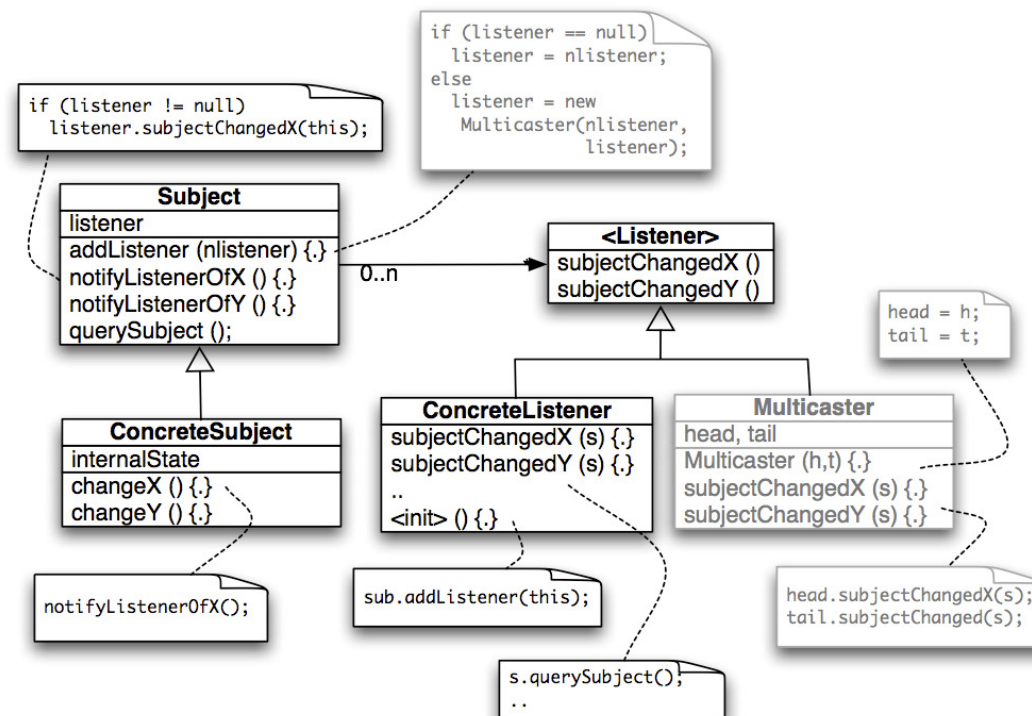 if (listener == null)
listener = nlistener;
else
listener = new
Multicaster(nlistener,
listener);
if (listener != null)
listener.subjectChangedX(this);
Subject
listener
addListener (nlistener) {.}
notifyListenerOfX () {.}
notifyListenerOfY () {.}
querySubject ();
0..n
<Listener>
subjectChangedX ()
subjectChangedY ()
head = h;
tail = t;
ConcreteSubject
internalState
changeX () {.}
changeY () {.}
ConcreteListener
subjectChangedX (s) {.}
subjectChangedY (s) {.}
..
<init> () {.}
Multicaster
head, tail
Multicaster (h,t) {.}
subjectChangedX (s) {.}
subjectChangedY (s) {.}
notifyListenerOfX();
sub.addListener(this);
head.subjectChangedX(s);
tail.subjectChanged(s);
s.querySubject();
..